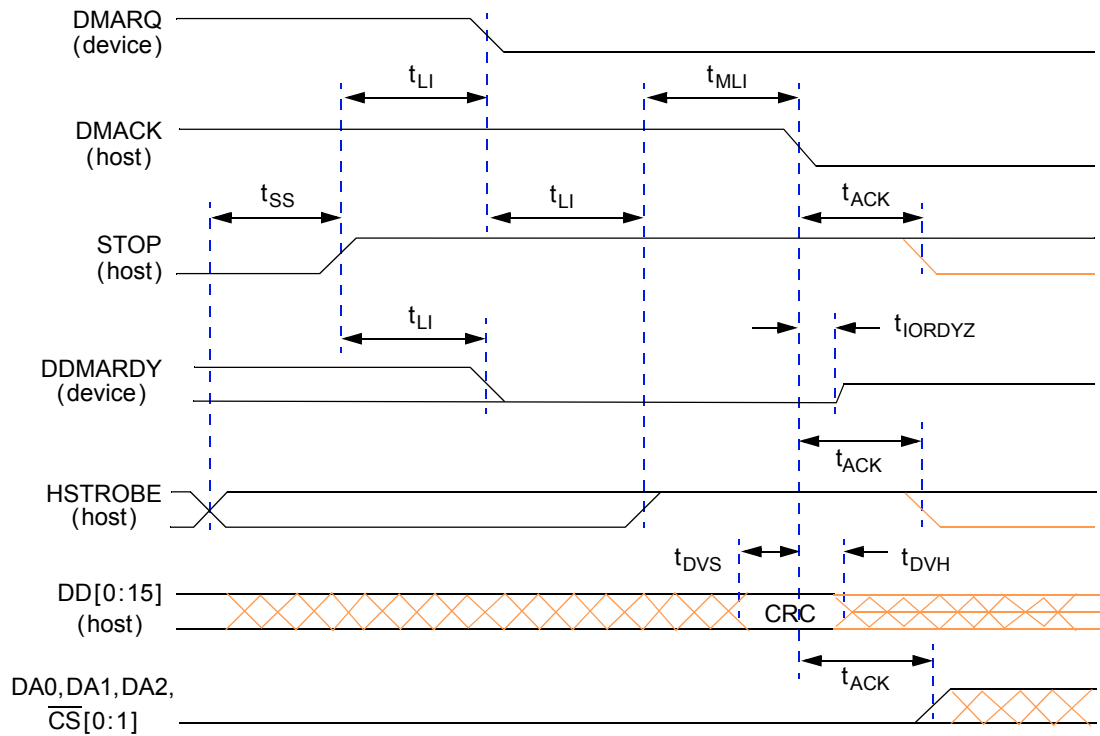 DMARQ
(device)
tLI
tMLI
DMACK
(host)
tSS
tLI
tACK
STOP
(host)
tLI
tIORDYZ
DDMARDY
(device)
tACK
HSTROBE
(host)
tDVS
tDVH
DD[0:15]
(host)
CRC
tACK
DA0,DA1,DA2,
C̅S̅[0:1]